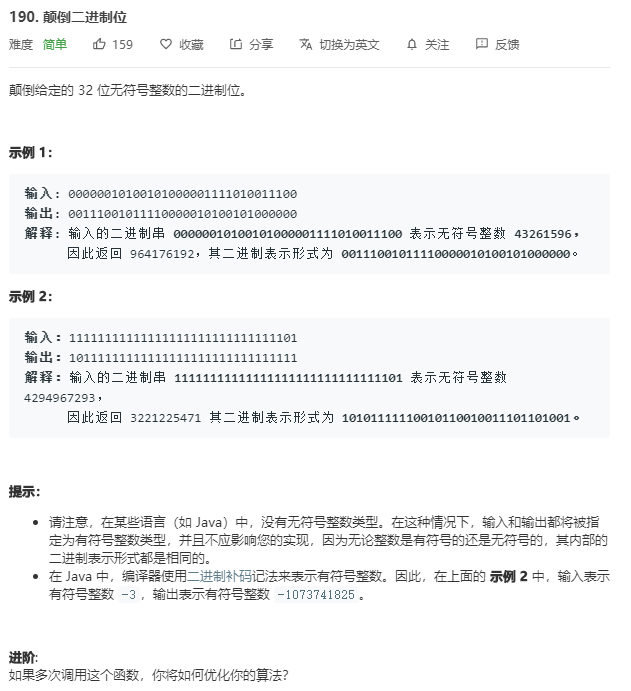 190. 颠倒二进制位
难度 简单 159 收藏 分享 切换为英文 关注 反馈
颠倒给定的 32 位无符号整数的二进制位。
示例 1：
输入: 00000010100101000001111010011100
输出: 00111001011110000010100101000000
解释: 输入的二进制串 00000010100101000001111010011100 表示无符号整数 43261596，
因此返回 964176192，其二进制表示形式为 00111001011110000010100101000000。
示例 2：
输入：11111111111111111111111111111101
输出：10111111111111111111111111111111
解释：输入的二进制串 11111111111111111111111111111101 表示无符号整数
4294967293，
因此返回 3221225471 其二进制表示形式为 10101111110010110010011101101001。
提示：
• 请注意，在某些语言（如 Java）中，没有无符号整数类型。在这种情况下，输入和输出都将被指
定为有符号整数类型，并且不应影响您的实现，因为无论整数是有符号的还是无符号的，其内部的
二进制表示形式都是相同的。
• 在 Java 中，编译器使用二进制补码记法来表示有符号整数。因此，在上面的 示例 2 中，输入表示
有符号整数 -3，输出表示有符号整数 -1073741825。
进阶:
如果多次调用这个函数，你将如何优化你的算法？